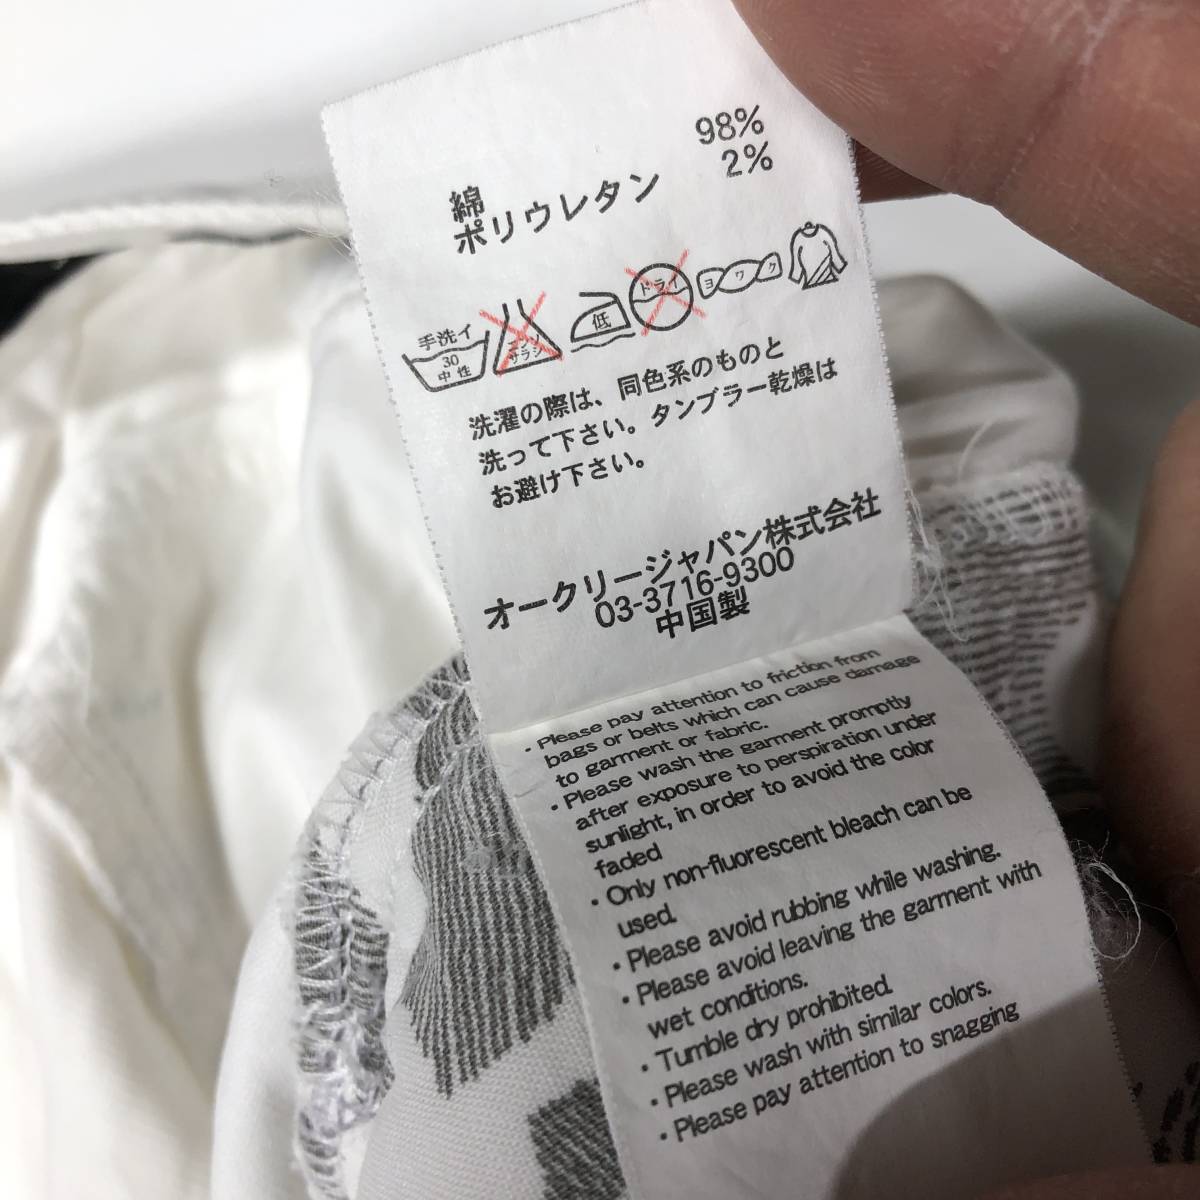 綿 98%
ポリウレタン 2%
手洗イ
30
中性
エンソ
サラシ
低
ドライ
ヨワク
洗濯の際は、同色系のものと
洗って下さい。タンブラー乾燥は
お避け下さい。
オークリージャパン株式会社
03-3716-9300
中国製
・Please pay attention to friction from
bags or belts which can cause damage
to garment or fabric.
・Please wash the garment promptly
after exposure to perspiration under
sunlight, in order to avoid the color
faded
・Only non-fluorescent bleach can be
used.
・Please avoid rubbing while washing.
・Please avoid leaving the garment with
wet conditions.
・Tumble dry prohibited.
・Please wash with similar colors.
・Please pay attention to snagging